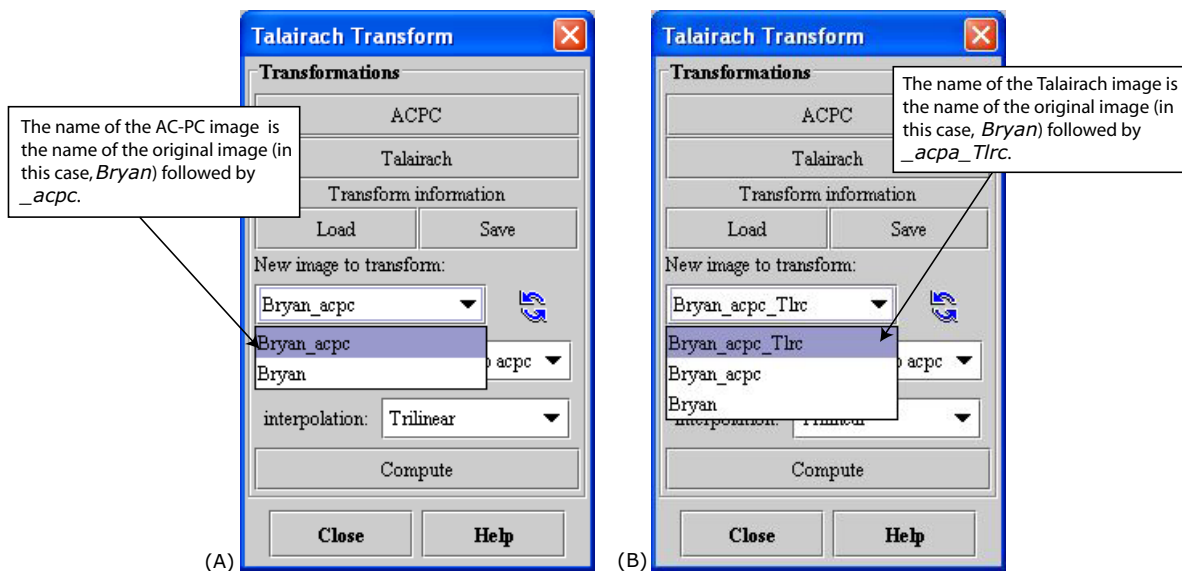 Talairach Transform
Transformations
The name of the AC-PC image is
the name of the original image (in
this case, Bryan) followed by
_acpc.
ACPC
Talairach
Transform information
Load Save
New image to transform:
Bryan_acpc
Bryan_acpc
Bryan
acpc
interpolation: Trilinear
Compute
Close Help
(A)
Talairach Transform
Transformations
The name of the Talairach image is
the name of the original image (in
this case, Bryan) followed by
_acpa_Tlrc.
ACPC
Talairach
Transform information
Load Save
New image to transform:
Bryan_acpc_Tlrc
Bryan_acpc_Tlrc
Bryan_acpc
Bryan
acpc
Compute
Close Help
(B)